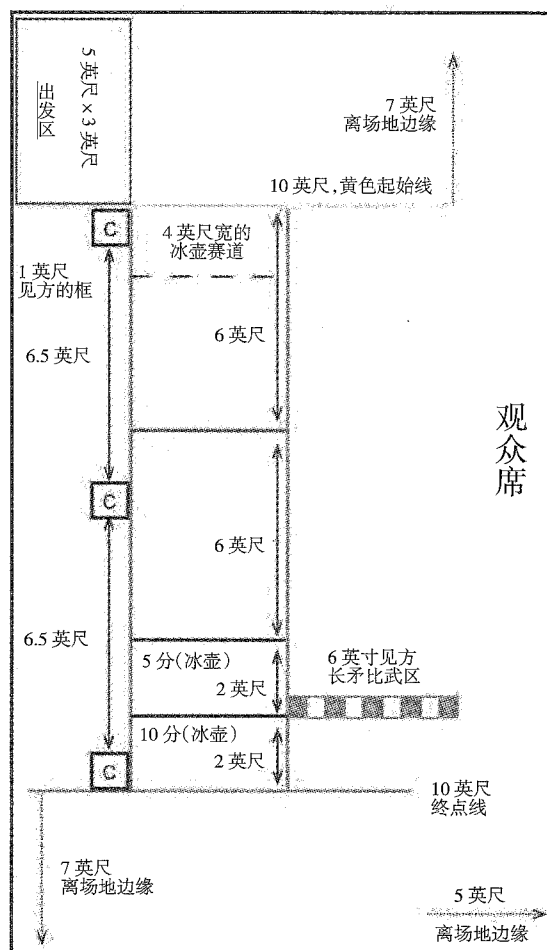 5英尺×3英尺
出发区
7英尺
离场地边缘
10英尺,黄色起始线
C
4英尺宽的
冰壶赛道
1英尺
见方的框
6.5英尺
6英尺
观众席
C
6英尺
6.5英尺
5分(冰壶)
2英尺
6英寸见方
长矛比武区
10分(冰壶)
2英尺
C
10英尺
终点线
7英尺
离场地边缘
5英尺
离场地边缘